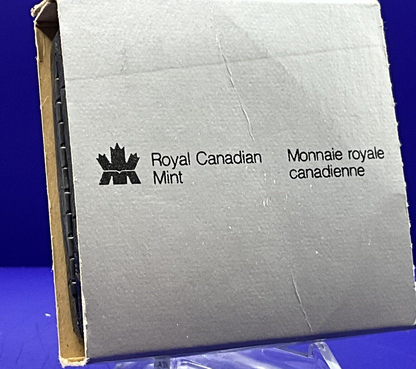 Royal Canadian
Mint
Monnaie royale
canadienne